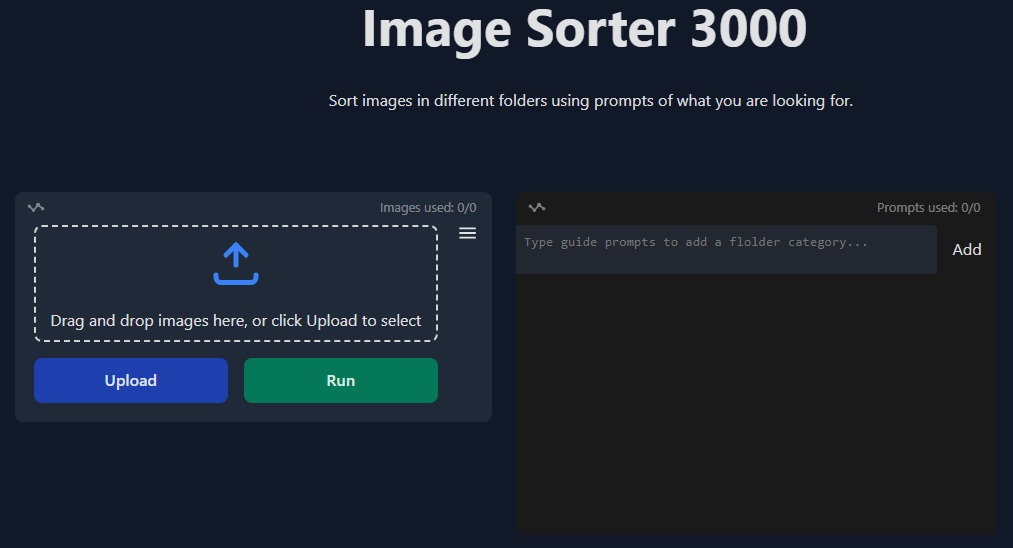 Image Sorter 3000
Sort images in different folders using prompts of what you are looking for.
Images used: 0/0
Drag and drop images here, or click Upload to select
Upload
Run
Prompts used: 0/0
Type guide prompts to add a flolder category...
Add